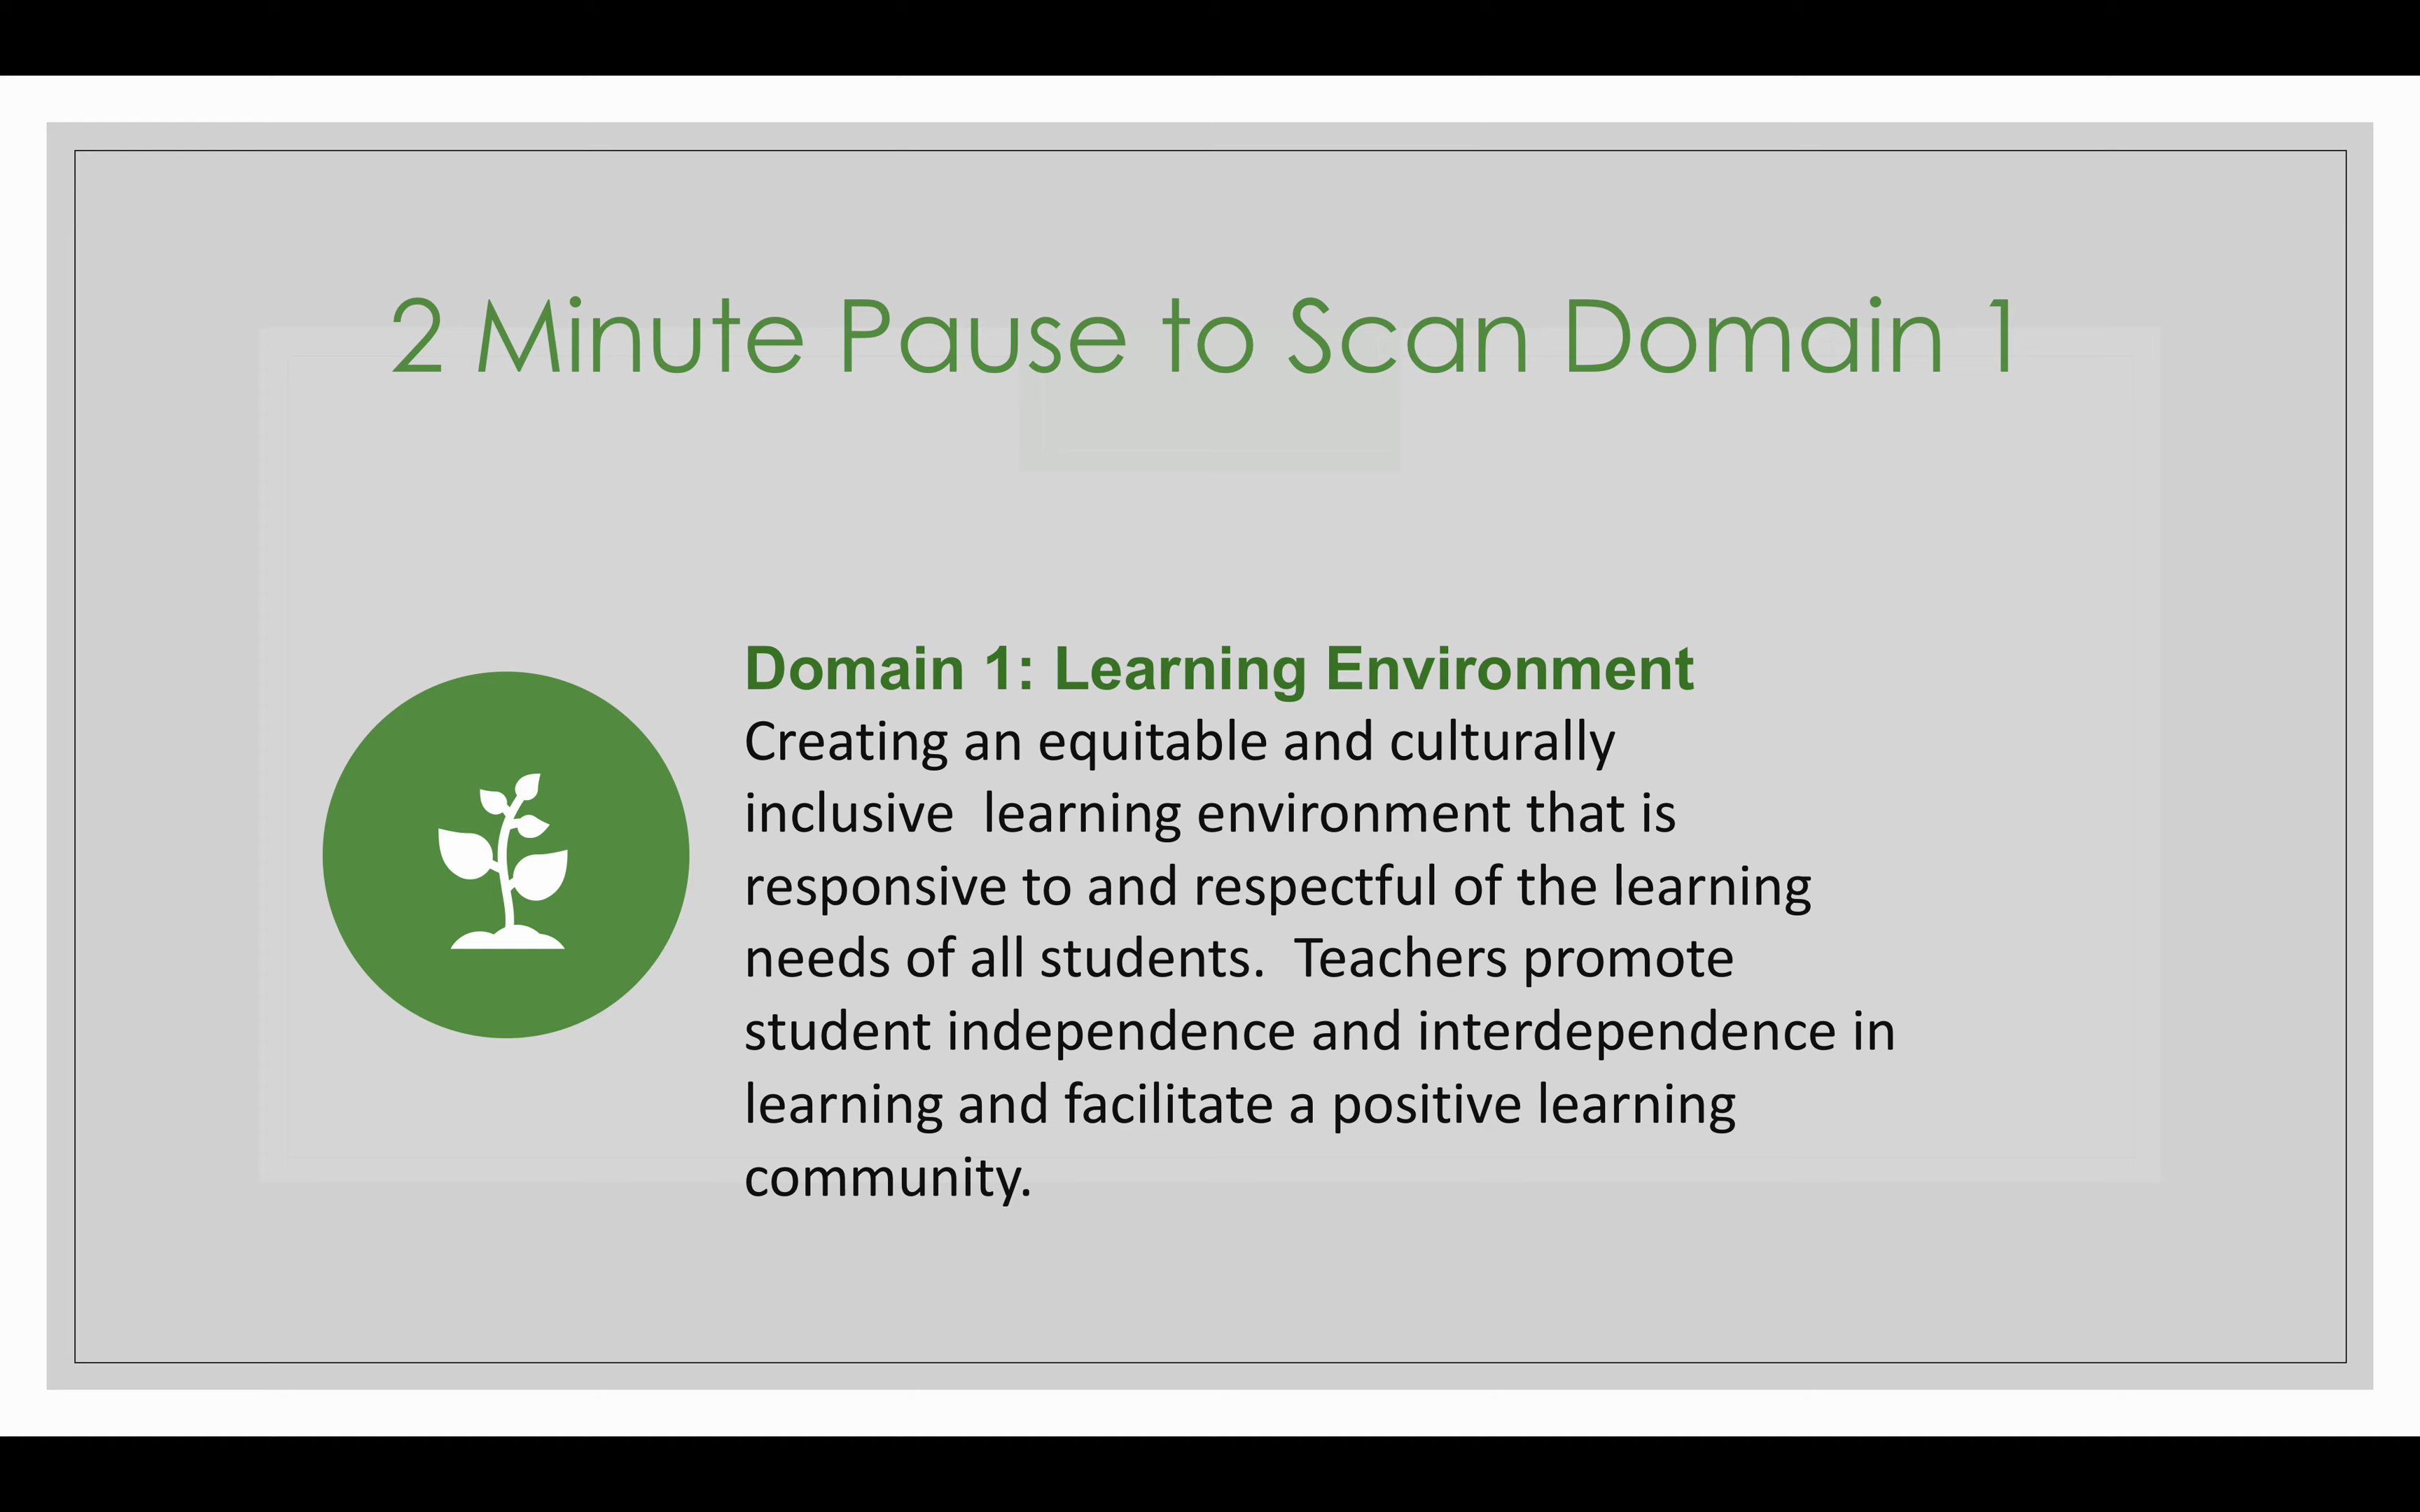 2 Minute Pause to Scan Domain 1
Domain 1: Learning Environment
Creating an equitable and culturally
inclusive  learning environment that is
responsive to and respectful of the learning
needs of all students.  Teachers promote
student independence and interdependence in
learning and facilitate a positive learning
community.